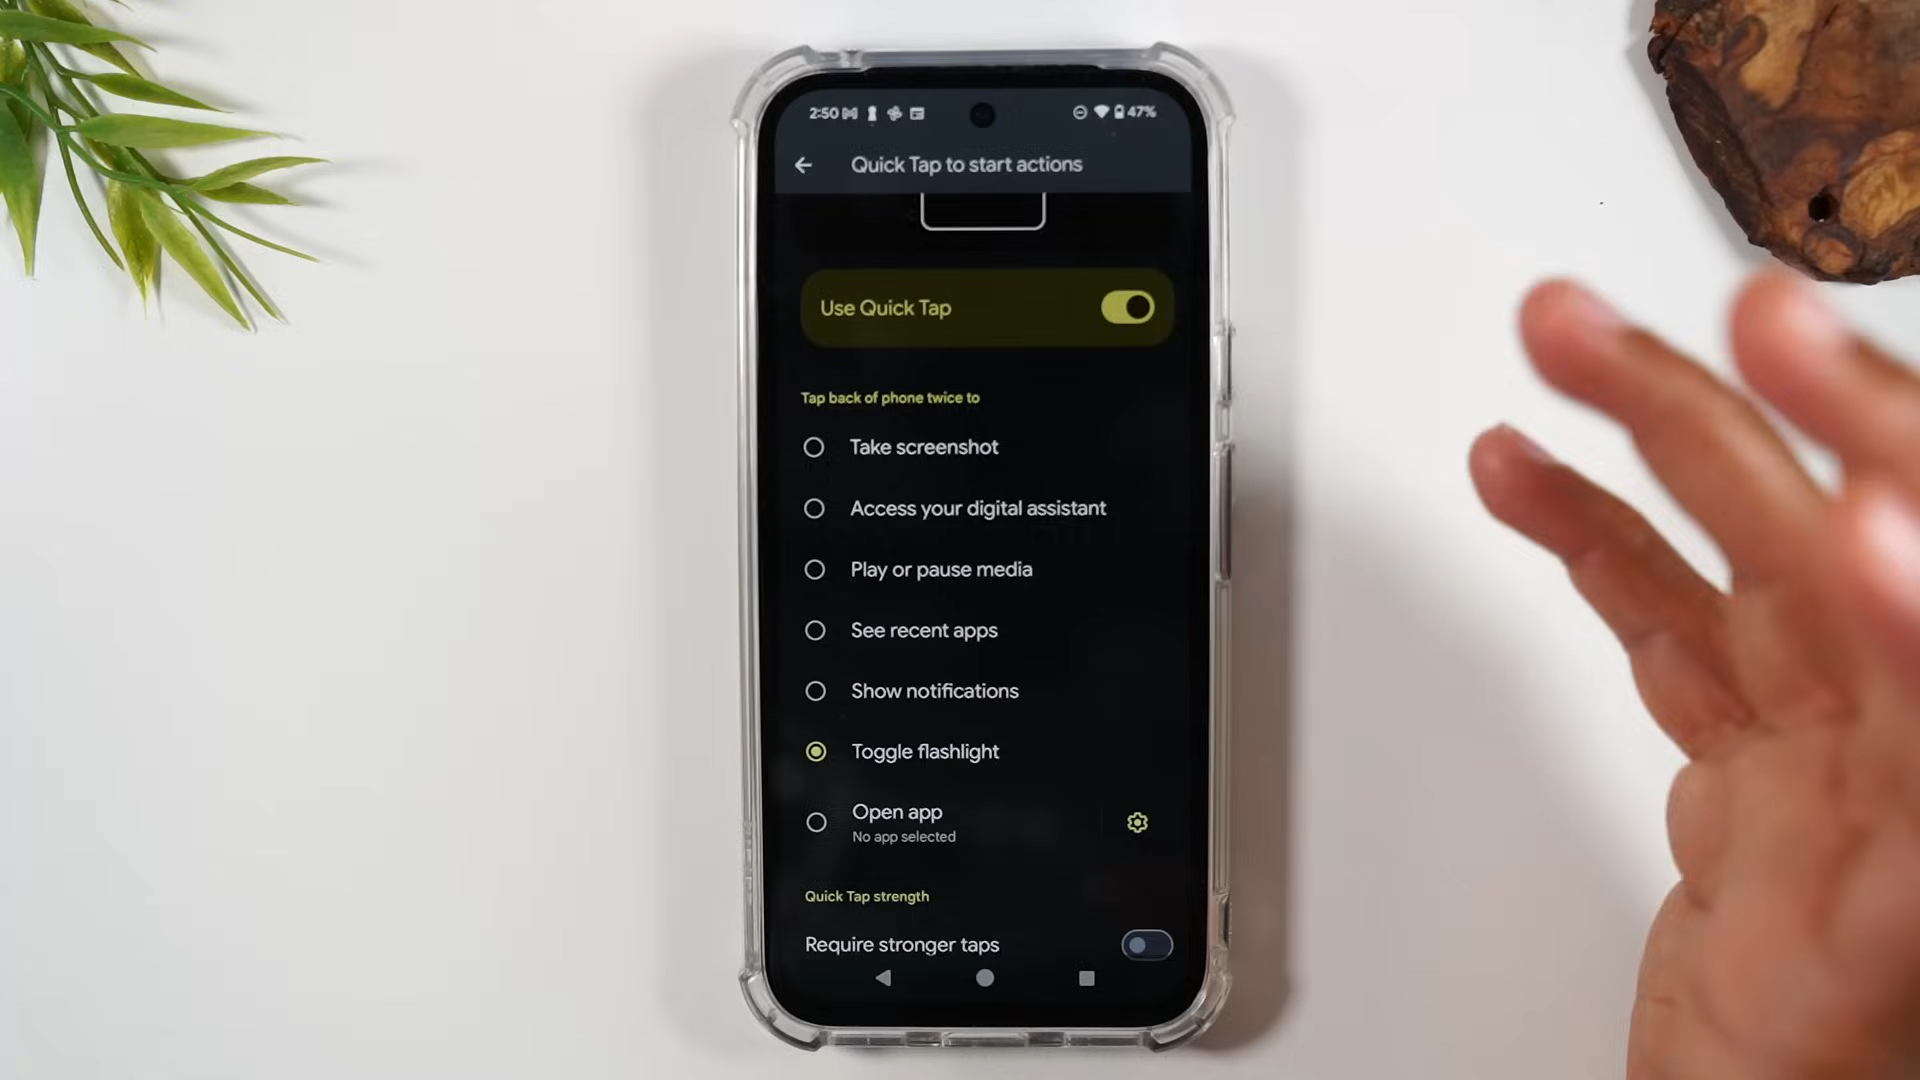 2:50 47%
Quick Tap to start actions
Use Quick Tap
Tap back of phone twice to
Take screenshot
Access your digital assistant
Play or pause media
See recent apps
Show notifications
Toggle flashlight
Open app
No app selected
Quick Tap strength
Require stronger taps